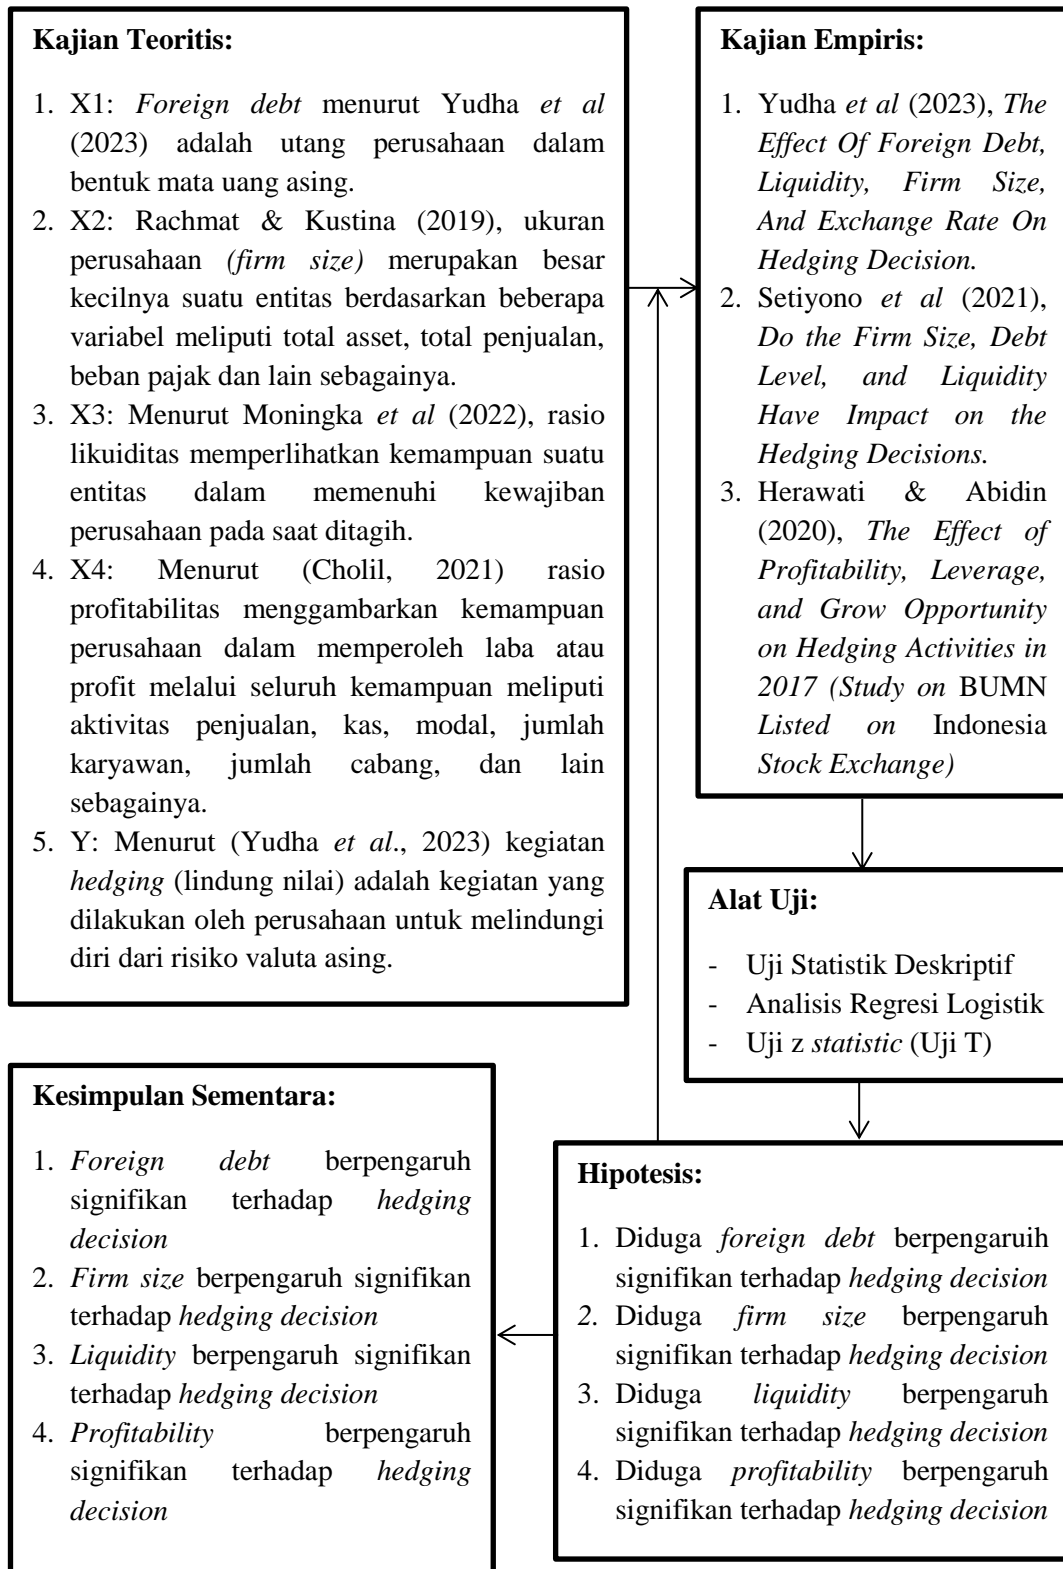 Kajian Teoritis:
1. X1: Foreign debt menurut Yudha et al
(2023) adalah utang perusahaan dalam
bentuk mata uang asing.
2. X2: Rachmat & Kustina (2019), ukuran
perusahaan (firm size) merupakan besar
kecilnya suatu entitas berdasarkan beberapa
variabel meliputi total asset, total penjualan,
beban pajak dan lain sebagainya.
3. X3: Menurut Moningka et al (2022), rasio
likuiditas memperlihatkan kemampuan suatu
entitas dalam memenuhi kewajiban
perusahaan pada saat ditagih.
4. X4: Menurut (Cholil, 2021) rasio
profitabilitas menggambarkan kemampuan
perusahaan dalam memperoleh laba atau
profit melalui seluruh kemampuan meliputi
aktivitas penjualan, kas, modal, jumlah
karyawan, jumlah cabang, dan lain
sebagainya.
5. Y: Menurut (Yudha et al., 2023) kegiatan
hedging (lindung nilai) adalah kegiatan yang
dilakukan oleh perusahaan untuk melindungi
diri dari risiko valuta asing.
Kajian Empiris:
1. Yudha et al (2023), The
Effect Of Foreign Debt,
Liquidity, Firm Size,
And Exchange Rate On
Hedging Decision.
2. Setiyono et al (2021),
Do the Firm Size, Debt
Level, and Liquidity
Have Impact on the
Hedging Decisions.
3. Herawati & Abidin
(2020), The Effect of
Profitability, Leverage,
and Grow Opportunity
on Hedging Activities in
2017 (Study on BUMN
Listed on Indonesia
Stock Exchange)
Alat Uji:
- Uji Statistik Deskriptif
- Analisis Regresi Logistik
- Uji z statistic (Uji T)
Hipotesis:
1. Diduga foreign debt berpengaruih
signifikan terhadap hedging decision
2. Diduga firm size berpengaruh
signifikan terhadap hedging decision
3. Diduga liquidity berpengaruh
signifikan terhadap hedging decision
4. Diduga profitability berpengaruh
signifikan terhadap hedging decision
Kesimpulan Sementara:
1. Foreign debt berpengaruh
signifikan terhadap hedging
decision
2. Firm size berpengaruh signifikan
terhadap hedging decision
3. Liquidity berpengaruh signifikan
terhadap hedging decision
4. Profitability berpengaruh
signifikan terhadap hedging
decision